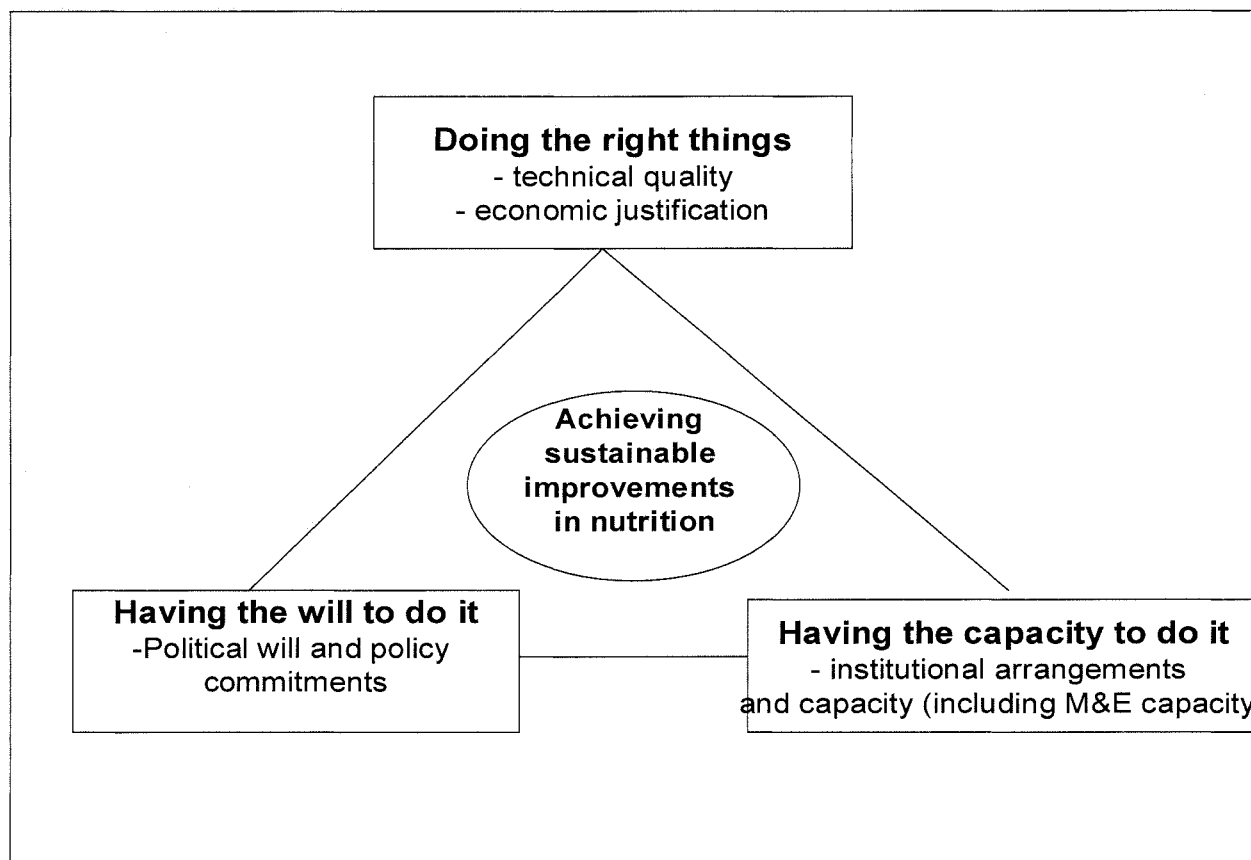 Doing the right things
- technical quality
- economic justification
Achieving
sustainable
improvements
in nutrition
Having the will to do it
-Political will and policy
commitments
Having the capacity to do it
- institutional arrangements
and capacity (including M&E capacity